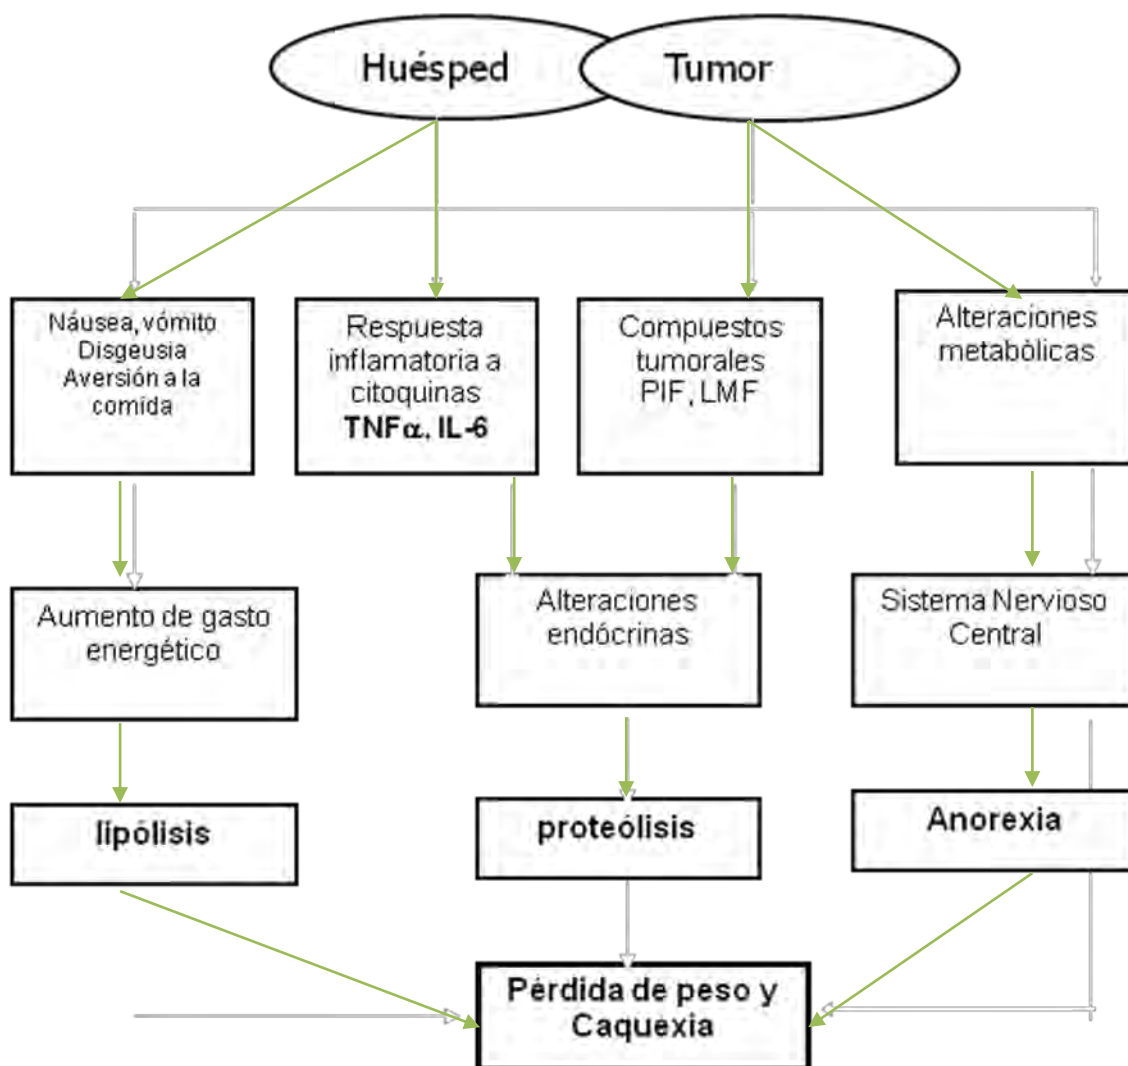 Huésped
Tumor
Náusea, vómito
Disgeusia
Aversión a la
comida
Respuesta
inflamatoria a
citoquinas
TNFα, IL-6
Compuestos
tumorales
PIF, LMF
Alteraciones
metabòlicas
Aumento de gasto
energético
Alteraciones
endócrinas
Sistema Nervioso
Central
lipólisis
proteólisis
Anorexia
Pérdida de peso y
Caquexia